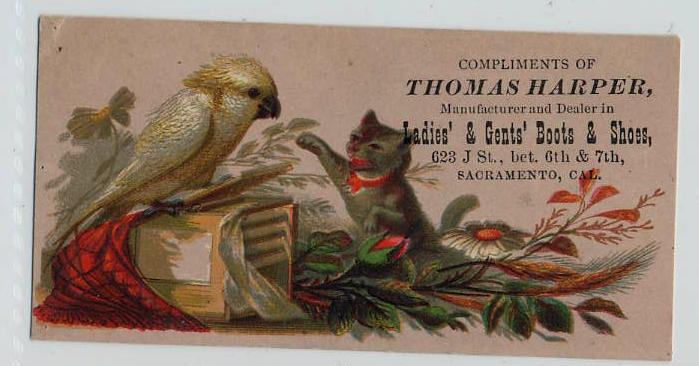 COMPLIMENTS OF
THOMAS HARPER,
Manufacturer and Dealer in
Ladies' & Gents' Boots & Shoes,
623 J St., bet. 6th & 7th,
SACRAMENTO, CAL.